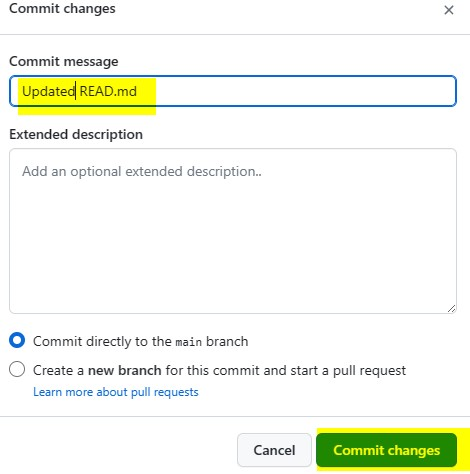 Commit changes
Commit message
Updated READ.md
Extended description
Add an optional extended description..
Commit directly to the main branch
Create a new branch for this commit and start a pull request
Learn more about pull requests
Cancel
Commit changes